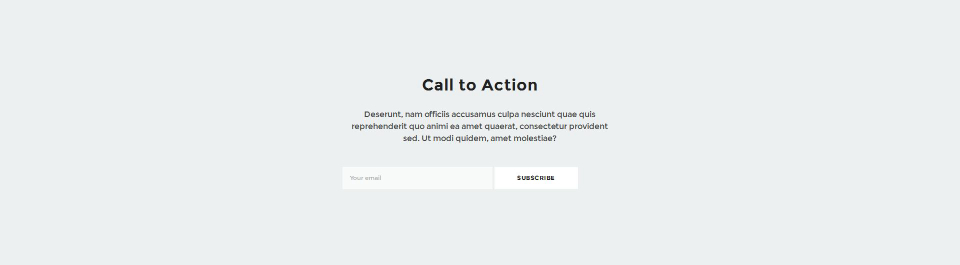 Call to Action
Deserunt, nam officiis accusamus culpa nesciunt quae quis
reprehenderit quo animi ea amet quaerat, consectetur provident
sed. Ut modi quidem, amet molestiae?
Your email
SUBSCRIBE